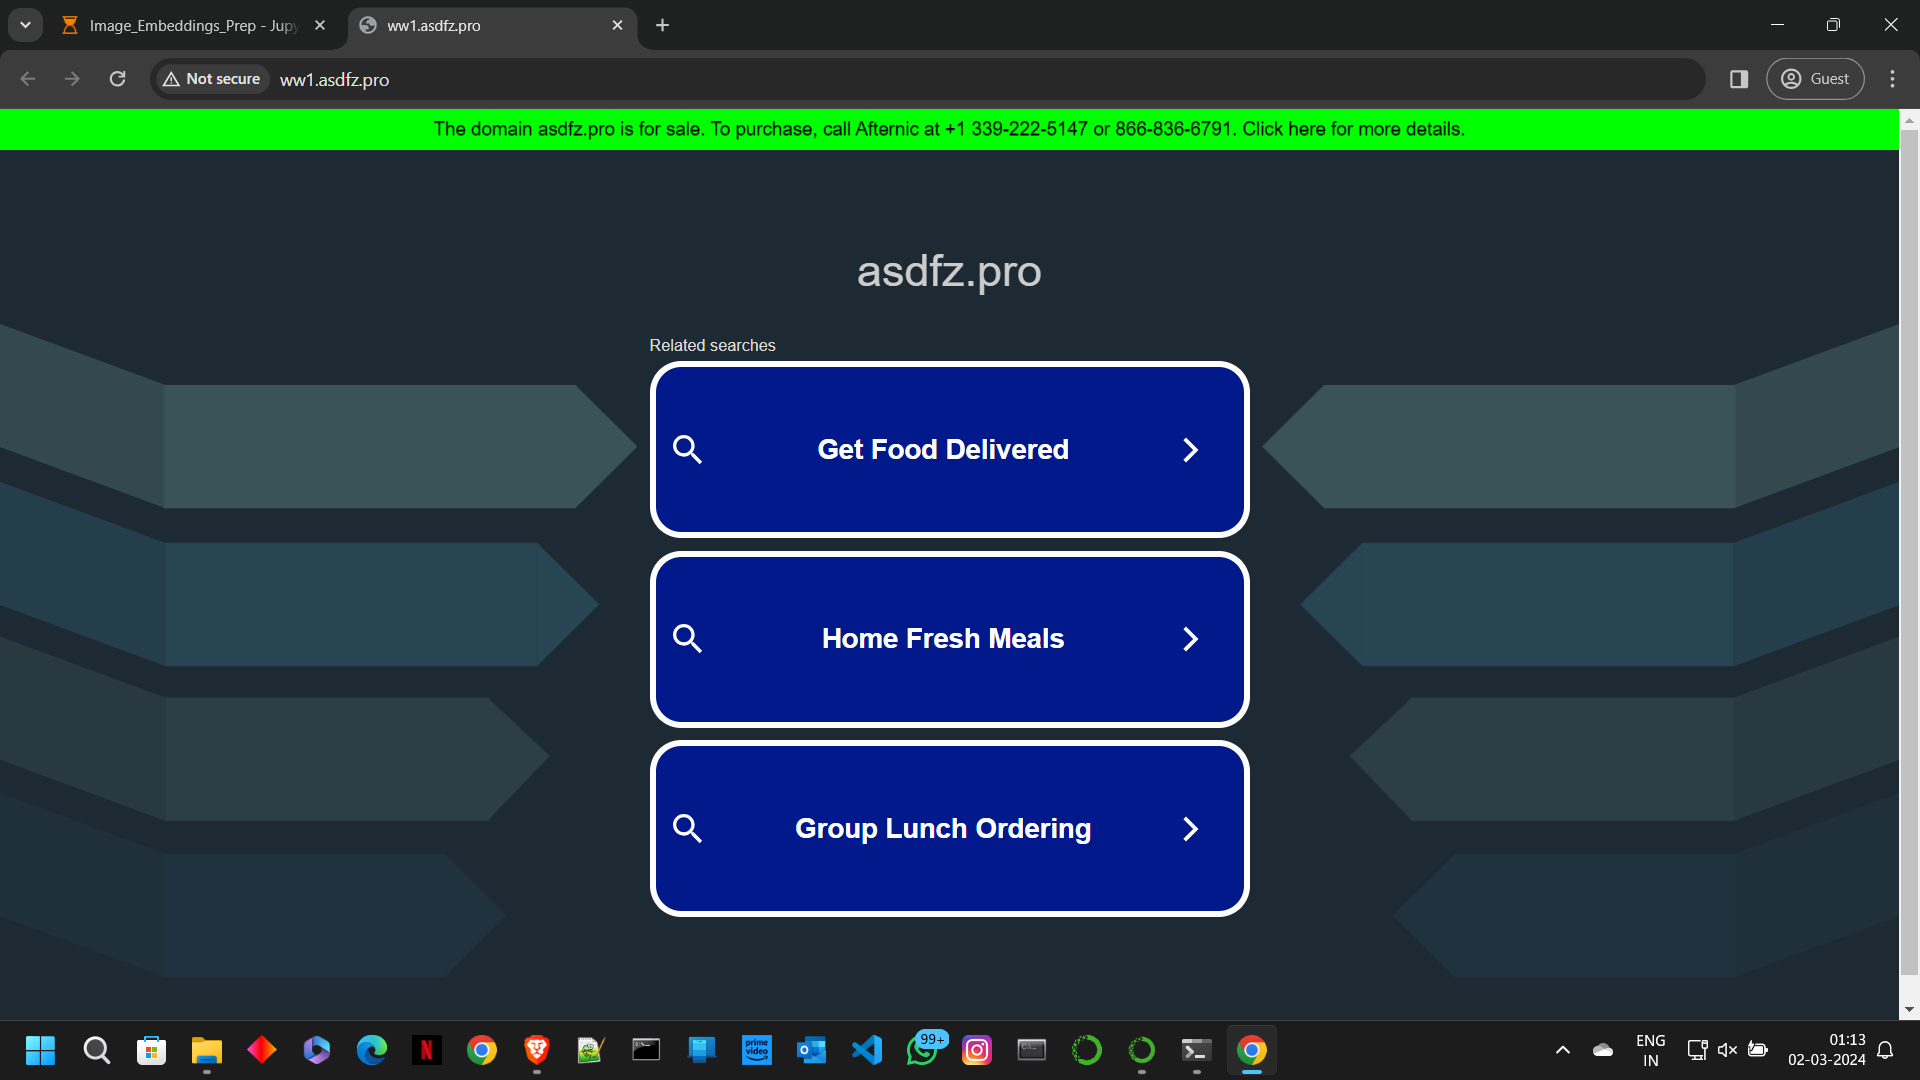 Image_Embeddings_Prep - Jupy
ww1.asdfz.pro
Not secure
ww1.asdfz.pro
Guest
The domain asdfz.pro is for sale. To purchase, call Afternic at +1 339-222-5147 or 866-836-6791. Click here for more details.
asdfz.pro
Related searches
Get Food Delivered
Home Fresh Meals
Group Lunch Ordering
N
prime video
99+
ENG
IN
01:13
02-03-2024